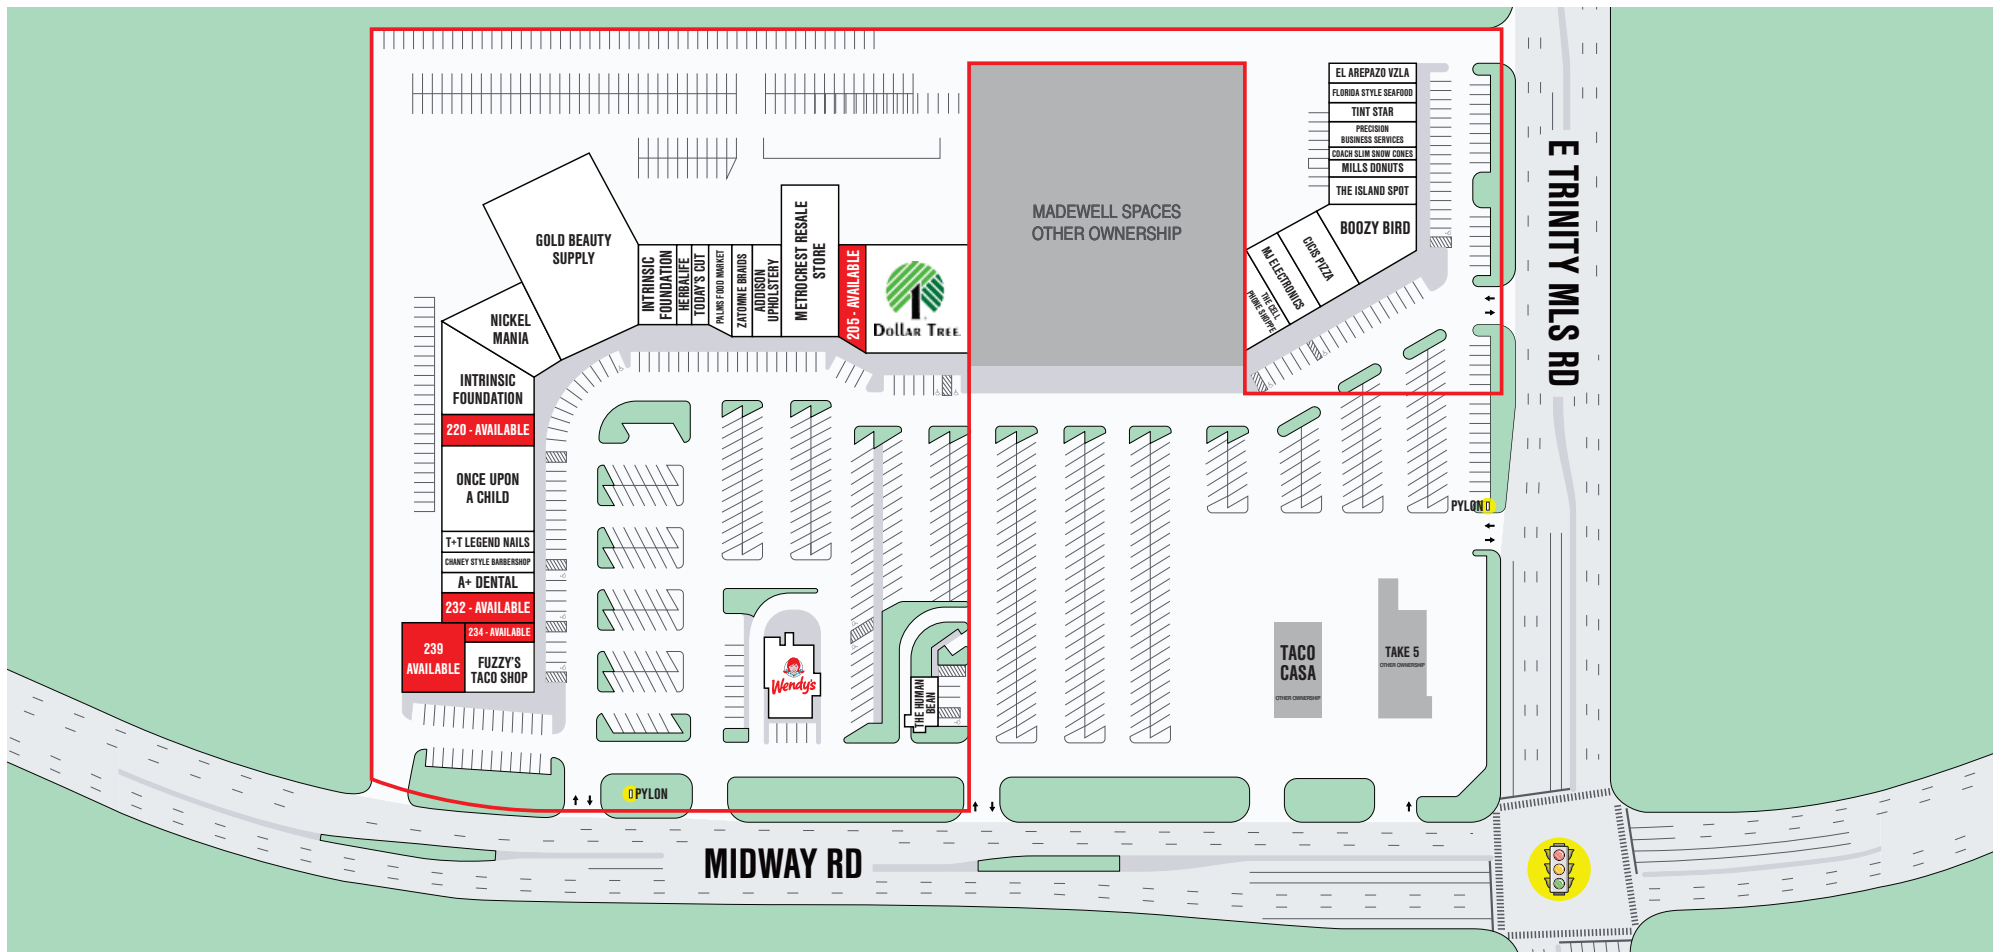 EL AREPAZO VZLA
FLORIDA STYLE SEAFOOD
TINT STAR
PRECISION
BUSINESS SERVICES
COACH SLIM SNOW CONES
MILLS DONUTS
THE ISLAND SPOT
BOOZY BIRD
CICI'S PIZZA
MJ ELECTRONICS
THE CELL
PHONE SHOPPE
E TRINITY MLS RD
MADEWELL SPACES
OTHER OWNERSHIP
GOLD BEAUTY
SUPPLY
INTRINSIC
FOUNDATION
HERBALIFE
TODAY'S CUT
PALMS FOOD MARKET
ZATOMNE BRAIDS
ADDISON
UPHOLSTERY
METROCREST RESALE
STORE
205 - AVAILABLE
1
DOLLAR TREE
NICKEL
MANIA
INTRINSIC
FOUNDATION
220 - AVAILABLE
ONCE UPON
A CHILD
T+T LEGEND NAILS
CHANEY STYLE BARBERSHOP
A+ DENTAL
232 - AVAILABLE
234 - AVAILABLE
239
AVAILABLE
FUZZY'S
TACO SHOP
Wendy's
THE HUMAN
BEAN
PYLON
TACO
CASA
OTHER OWNERSHIP
TAKE 5
OTHER OWNERSHIP
PYLON
MIDWAY RD